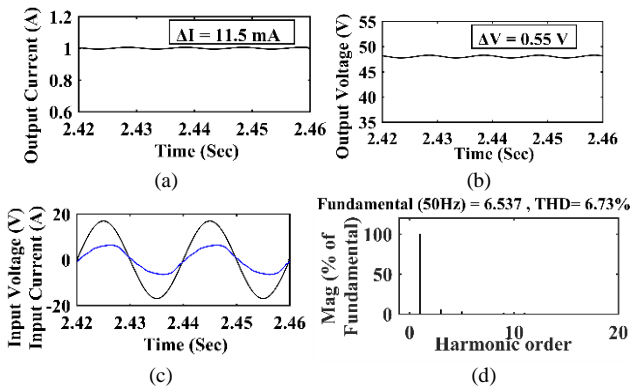 Output Current (A)
1.2
1
0.8
0.6
ΔI = 11.5 mA
2.42 2.43 2.44 2.45 2.46
Time (Sec)
(a)
Output Voltage (V)
55
50
45
40
35
ΔV = 0.55 V
2.42 2.43 2.44 2.45 2.46
Time (Sec)
(b)
Input Voltage (V)
Input Current (A)
20
0
-20
2.42 2.43 2.44 2.45 2.46
Time (Sec)
(c)
Fundamental (50Hz) = 6.537 , THD= 6.73%
Mag (% of
Fundamental)
100
50
0
0 10 20
Harmonic order
(d)